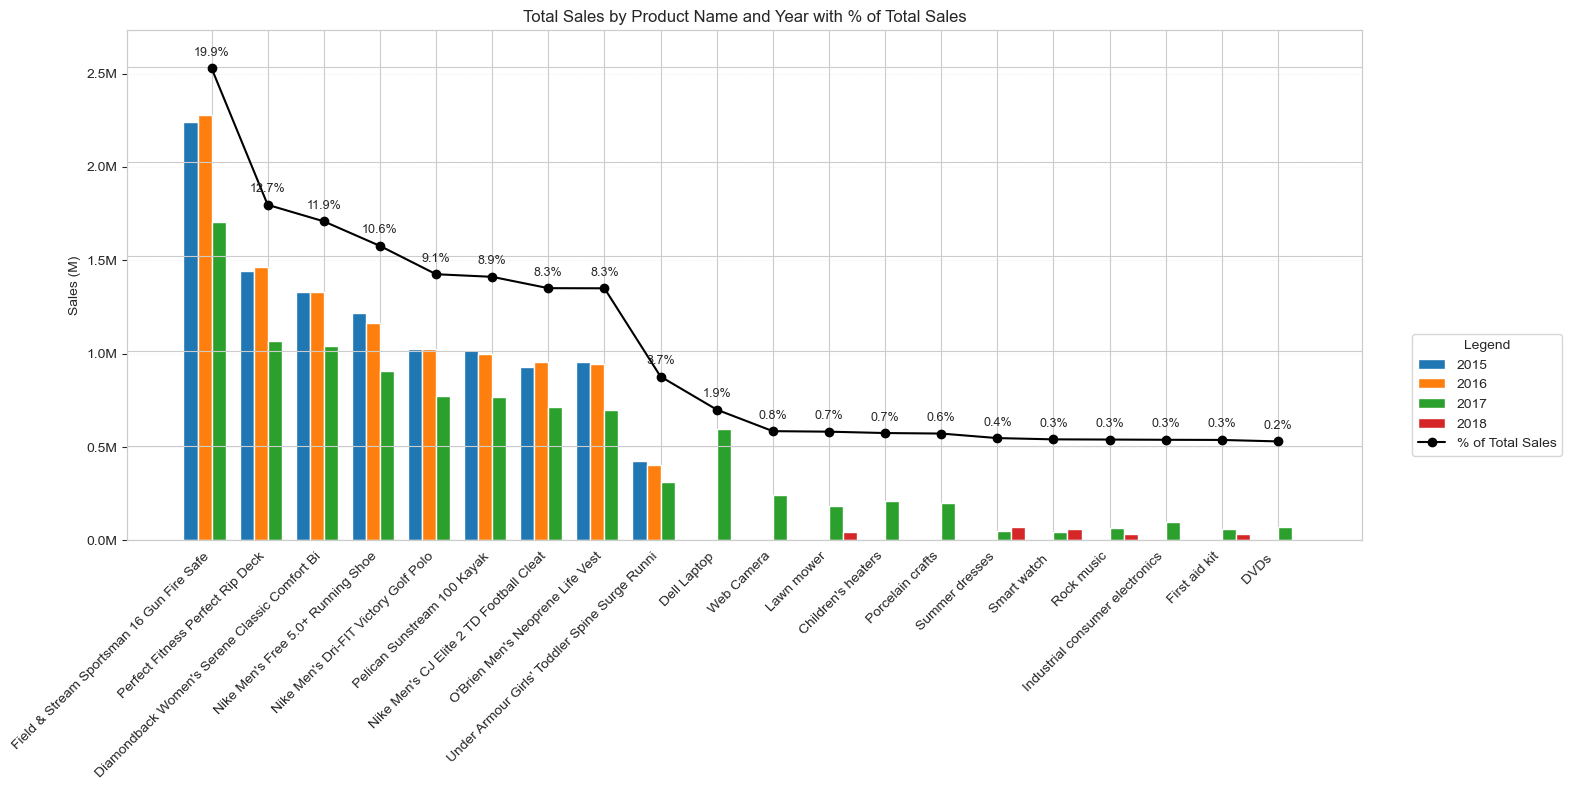 Total Sales by Product Name and Year with % of Total Sales
Sales (M)
2.5M
2.0M
1.5M
1.0M
0.5M
0.0M
19.9%
12.7%
11.9%
10.6%
9.1%
8.9%
8.3%
8.3%
3.7%
1.9%
0.8%
0.7%
0.7%
0.6%
0.4%
0.3%
0.3%
0.3%
0.3%
0.2%
Field & Stream Sportsman 16 Gun Fire Safe
Perfect Fitness Perfect Rip Deck
Diamondback Women's Serene Classic Comfort Bi
Nike Men's Free 5.0+ Running Shoe
Nike Men's Dri-FIT Victory Golf Polo
Pelican Sunstream 100 Kayak
Nike Men's CJ Elite 2 TD Football Cleat
O'Brien Men's Neoprene Life Vest
Under Armour Girls' Toddler Spine Surge Runni
Dell Laptop
Web Camera
Lawn mower
Children's heaters
Porcelain crafts
Summer dresses
Smart watch
Rock music
Industrial consumer electronics
First aid kit
DVDs
Legend
2015
2016
2017
2018
% of Total Sales